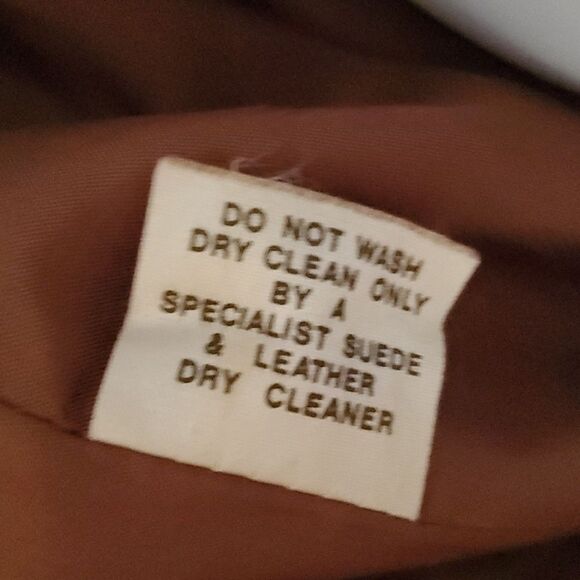 DO NOT WASH
DRY CLEAN ONLY
BY A
SPECIALIST SUEDE
& LEATHER
DRY CLEANER